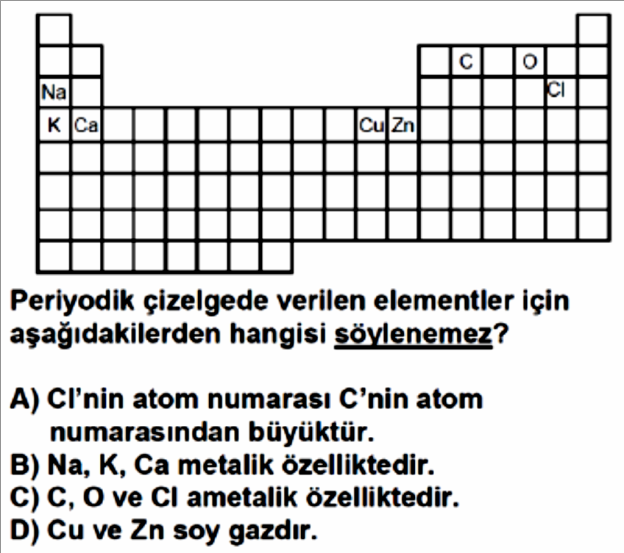 C O
Na Cl
K Ca Cu Zn
Periyodik çizelgede verilen elementler için
aşağıdakilerden hangisi söylenemez?
A) Cl’nin atom numarası C’nin atom
numarasından büyüktür.
B) Na, K, Ca metalik özelliktedir.
C) C, O ve Cl ametalik özelliktedir.
D) Cu ve Zn soy gazdır.